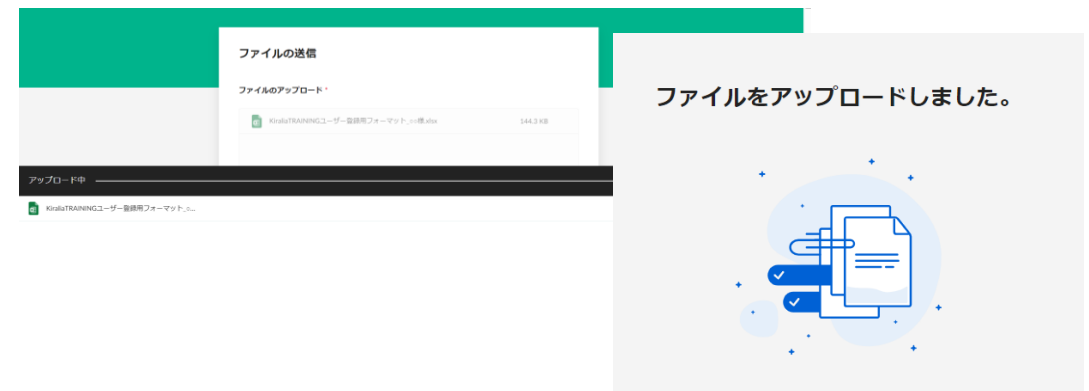 ファイルの送信
ファイルのアップロード *
KiralaTRAININGユーザー登録用フォーマット_○○様.xlsx 144.3 KB
アップロード中
KiralaTRAININGユーザー登録用フォーマット_○...
ファイルをアップロードしました。